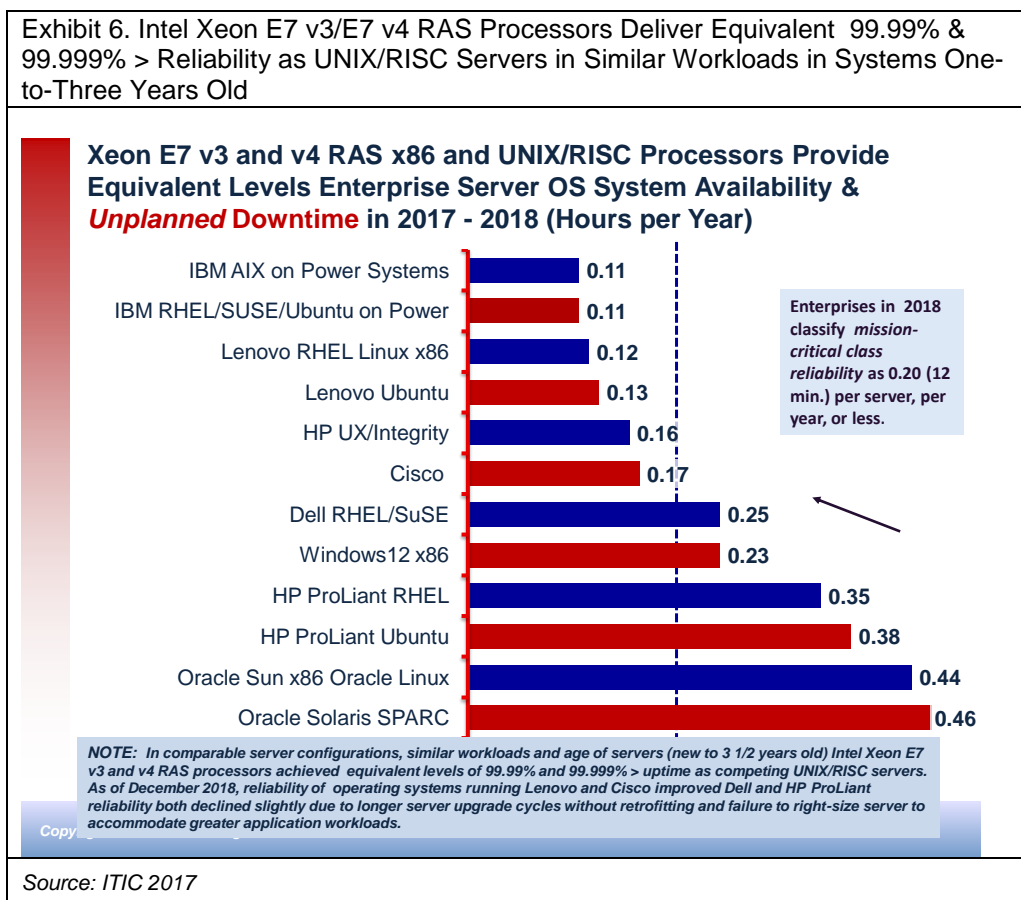 Exhibit 6. Intel Xeon E7 v3/E7 v4 RAS Processors Deliver Equivalent 99.99% &
99.999% > Reliability as UNIX/RISC Servers in Similar Workloads in Systems One-
to-Three Years Old
Xeon E7 v3 and v4 RAS x86 and UNIX/RISC Processors Provide
Equivalent Levels Enterprise Server OS System Availability &
Unplanned Downtime in 2017 - 2018 (Hours per Year)
IBM AIX on Power Systems 0.11
IBM RHEL/SUSE/Ubuntu on Power 0.11
Lenovo RHEL Linux x86 0.12
Lenovo Ubuntu 0.13
HP UX/Integrity 0.16
Cisco 0.17
Dell RHEL/SuSE 0.25
Windows12 x86 0.23
HP ProLiant RHEL 0.35
HP ProLiant Ubuntu 0.38
Oracle Sun x86 Oracle Linux 0.44
Oracle Solaris SPARC 0.46
Enterprises in 2018
classify mission-
critical class
reliability as 0.20 (12
min.) per server, per
year, or less.
NOTE: In comparable server configurations, similar workloads and age of servers (new to 3 1/2 years old) Intel Xeon E7
v3 and v4 RAS processors achieved equivalent levels of 99.99% and 99.999% > uptime as competing UNIX/RISC servers.
As of December 2018, reliability of operating systems running Lenovo and Cisco improved Dell and HP ProLiant
reliability both declined slightly due to longer server upgrade cycles without retrofitting and failure to right-size server to
accommodate greater application workloads.
Source: ITIC 2017